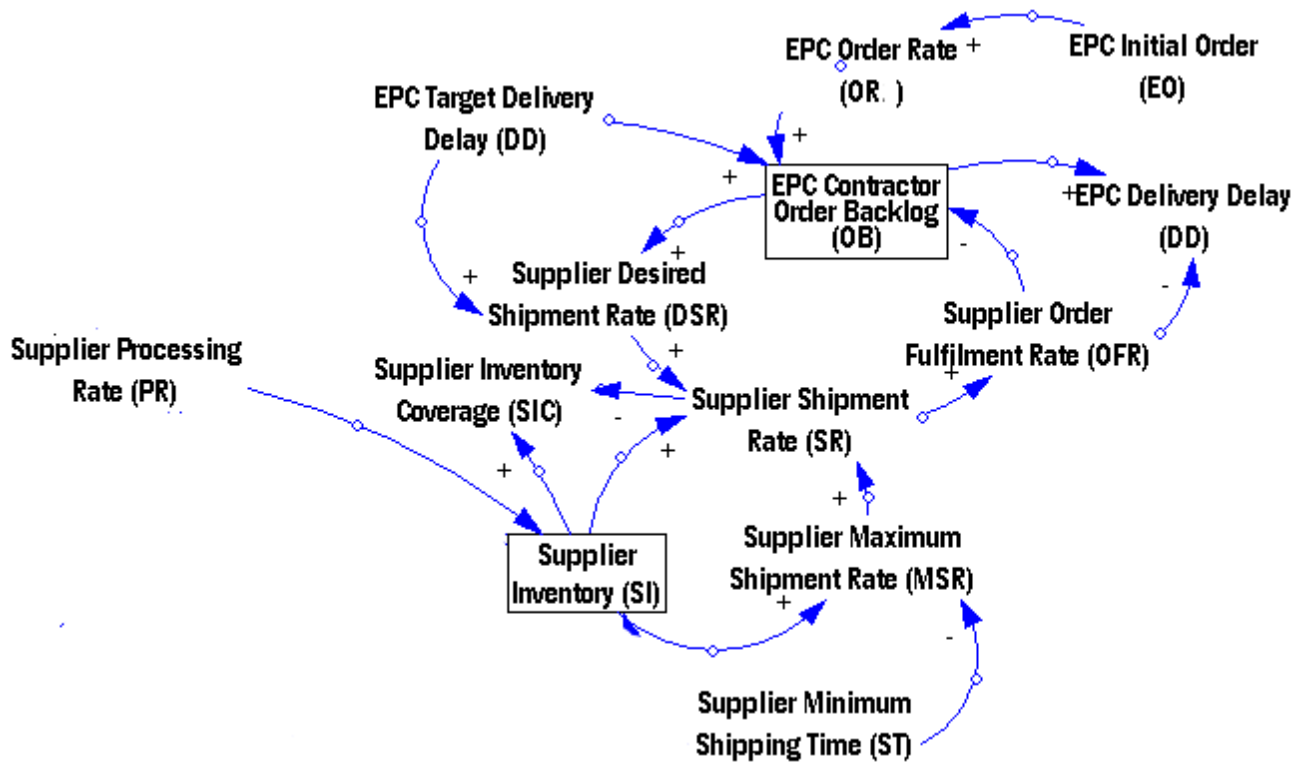 EPC Order Rate
(OR )
+
EPC Initial Order
(EO)
EPC Target Delivery
Delay (DD)
+
+
EPC Contractor
Order Backlog
(OB)
+
EPC Delivery Delay
(DD)
-
+
+
Supplier Desired
Shipment Rate (DSR)
-
Supplier Order
Fulfilment Rate (OFR)
+
Supplier Processing
Rate (PR)
+
Supplier Inventory
Coverage (SIC)
-
Supplier Shipment
Rate (SR)
+
+
+
Supplier
Inventory (SI)
Supplier Maximum
Shipment Rate (MSR)
+
-
Supplier Minimum
Shipping Time (ST)